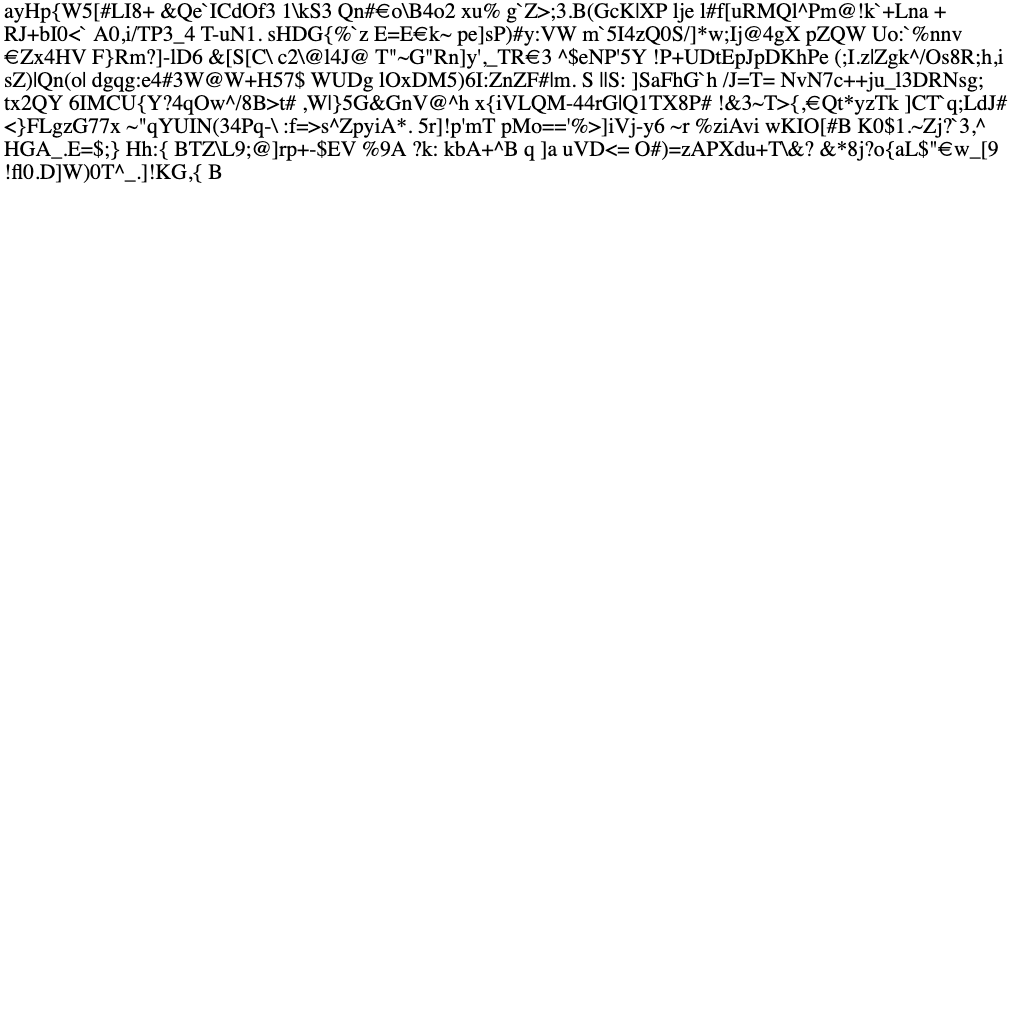 ayHp{W5[#LI8+ &Qe`ICdOf3 1\kS3 Qn#€o\B4o2 xu% g`Z>;3.B(GcK|XP lje l#f[uRMQl^Pm@!k`+Lna +
RJ+bI0<` A0,i/TP3_4 T-uN1. sHDG{%`z E=E€k~ pe]sP)#y:VW m`5I4zQ0S/]*w;Ij@4gX pZQW Uo:`%nnv
€Zx4HV F}Rm?]-lD6 &[S[C\ c2\@l4J@ T"~G"Rn]y',_TR€3 ^$eNP'5Y !P+UDtEpJpDKhPe (;I.z|Zgk^/Os8R;h,i
sZ)|Qn(o| dgqg:e4#3W@W+H57$ WUDg lOxDM5)6I:ZnZF#|m. S ||S: ]SaFhG`h /J=T= NvN7c++ju_l3DRNsg;
tx2QY 6IMCU{Y?4qOw^/8B>t# ,W|}5G&GnV@^h x{iVLQM-44rG|Q1TX8P# !&3~T>{,€Qt*yzTk ]CT`q;LdJ#
<}FLgzG77x ~"qYUIN(34Pq-\ :f=>s^ZpyiA*. 5r]!p'mT pMo=='%>]iVj-y6 ~r %ziAvi wKIO[#B K0$1.~Zj?`3,^
HGA_.E=$;} Hh:{ BTZ\L9;@]rp+-$EV %9A ?k: kbA+^B q ]a uVD<= O#)=zAPXdu+T\&? &*8j?o{aL$"€w_[9
!fl0.D]W)0T^_.]!KG,{ B